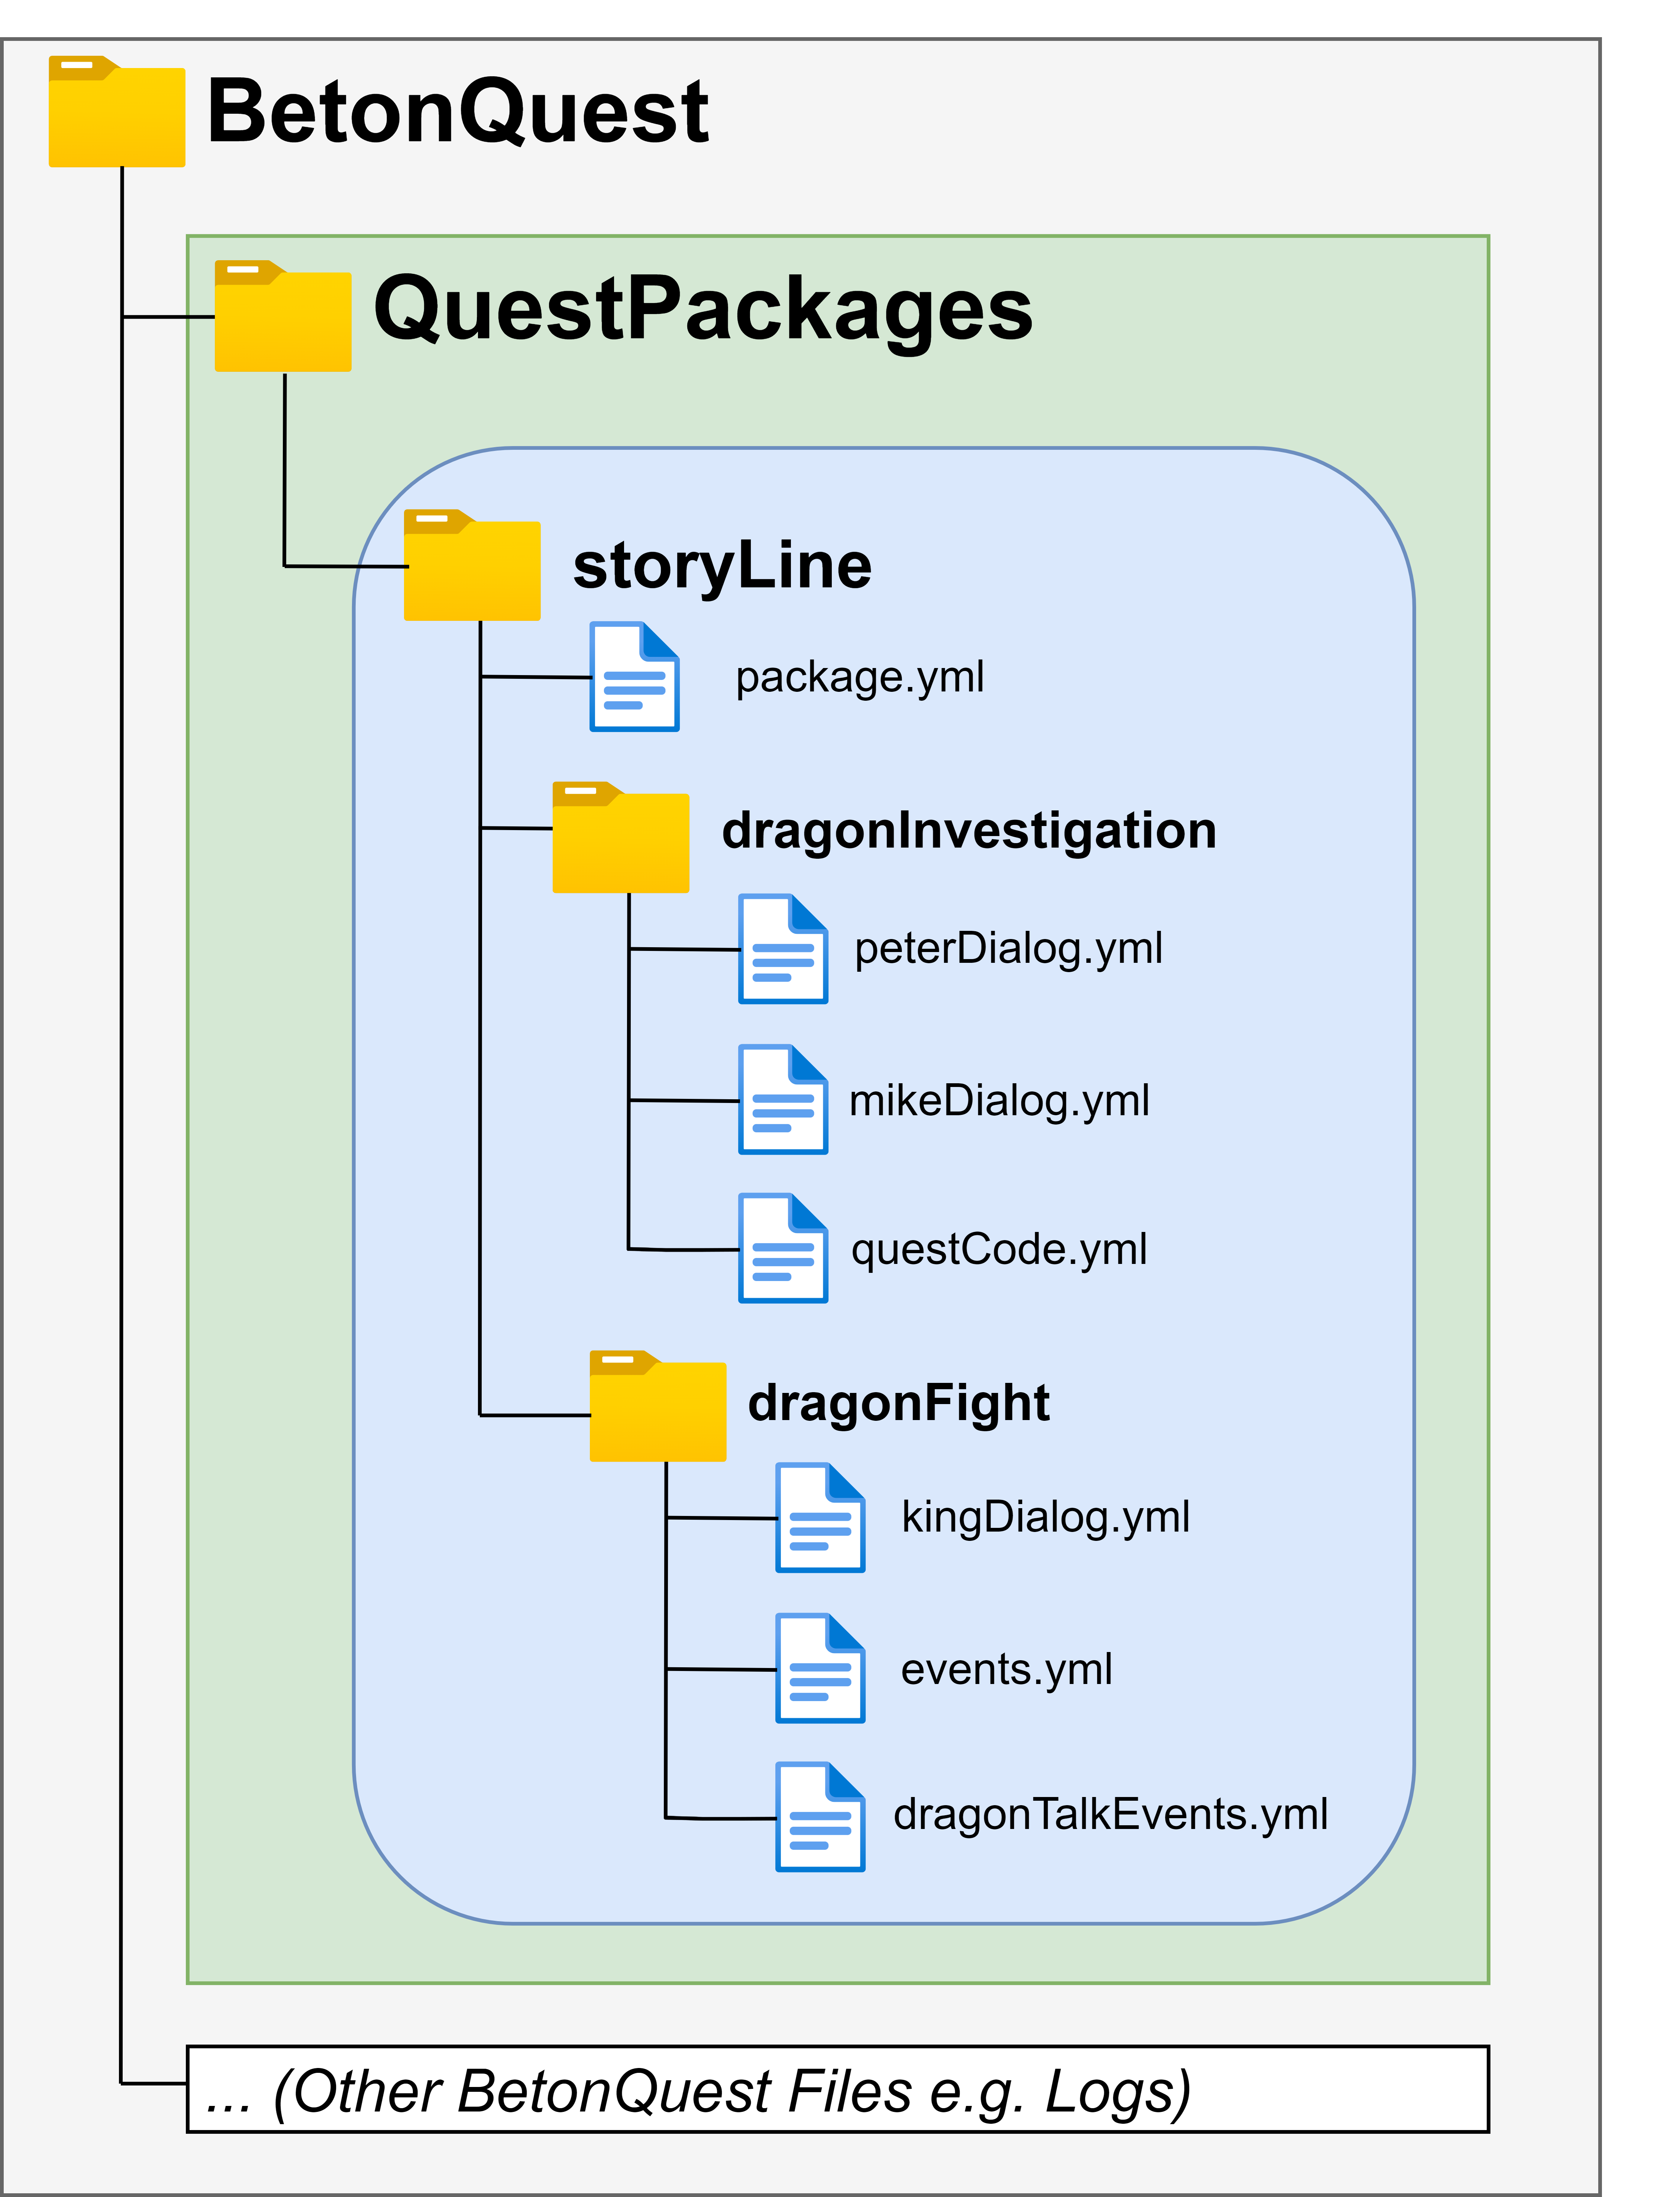 BetonQuest
QuestPackages
storyLine
package.yml
dragonInvestigation
peterDialog.yml
mikeDialog.yml
questCode.yml
dragonFight
kingDialog.yml
events.yml
dragonTalkEvents.yml
... (Other BetonQuest Files e.g. Logs)